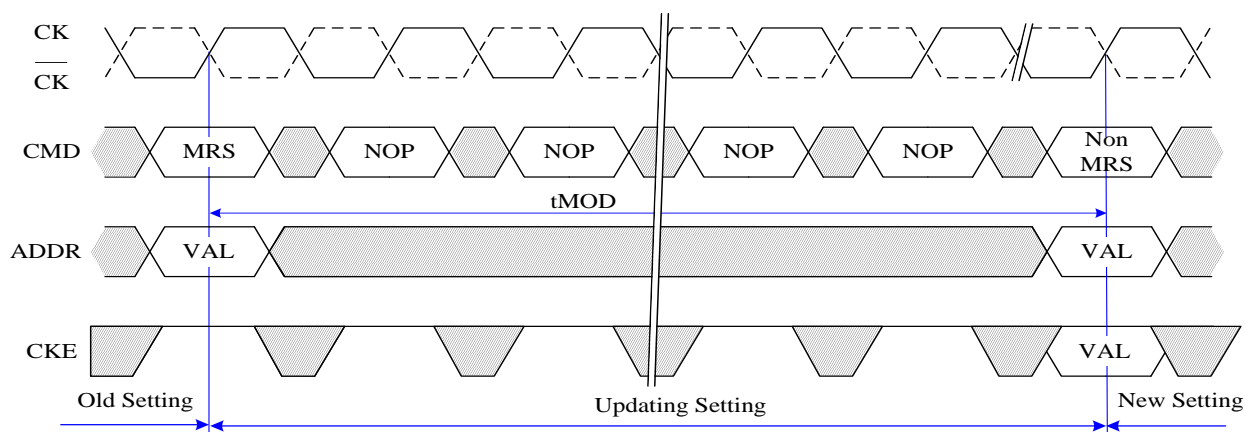 CK
CK
CMD MRS NOP NOP NOP NOP Non MRS
tMOD
ADDR VAL VAL
CKE VAL
Old Setting Updating Setting New Setting